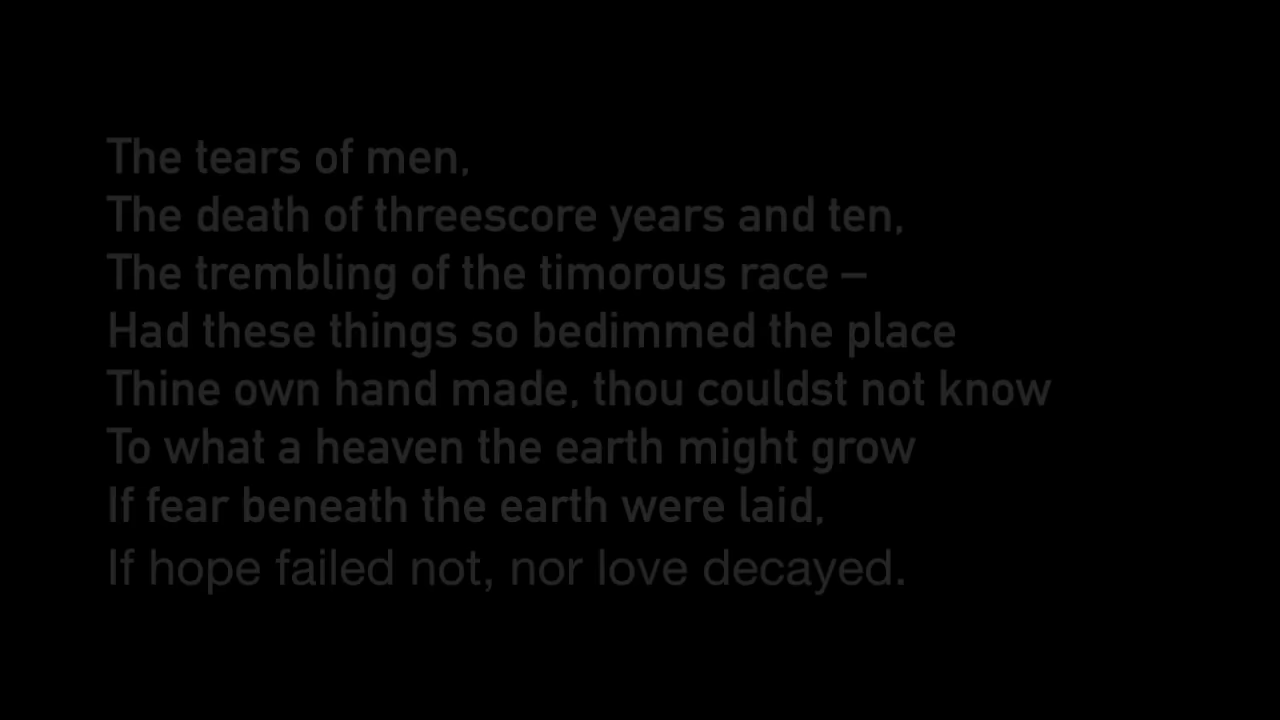 The tears of men,
The death of threescore years and ten,
The trembling of the timorous race –
Had these things so bedimmed the place
Thine own hand made, thou couldst not know
To what a heaven the earth might grow
If fear beneath the earth were laid,
If hope failed not, nor love decayed.